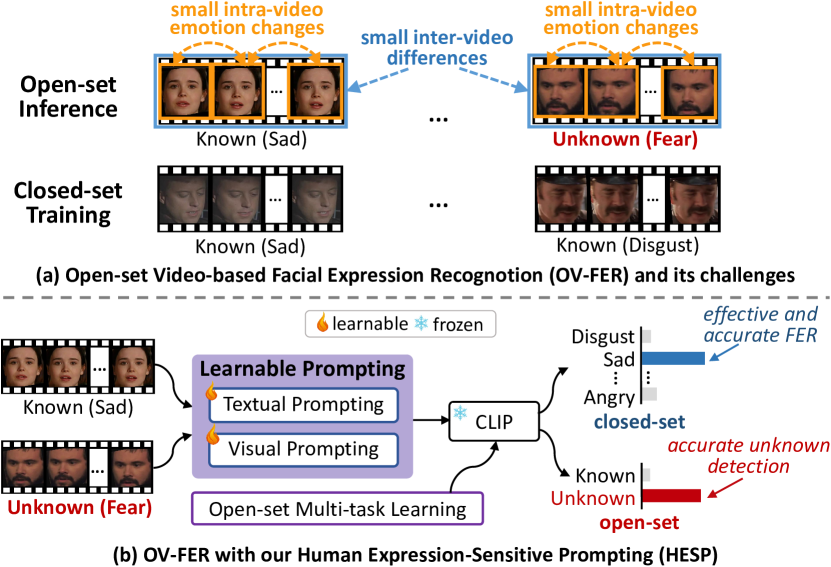 small intra-video
emotion changes
small inter-video
differences
small intra-video
emotion changes
Open-set
Inference
...
...
...
Known (Sad)
Unknown (Fear)
Closed-set
Training
...
...
...
Known (Sad)
Known (Disgust)
(a) Open-set Video-based Facial Expression Recognotion (OV-FER) and its challenges
learnable frozen
...
Known (Sad)
...
Unknown (Fear)
Learnable Prompting
Textual Prompting
Visual Prompting
Open-set Multi-task Learning
CLIP
Disgust
Sad
Angry
closed-set
effective and
accurate FER
Known
Unknown
open-set
accurate unknown
detection
(b) OV-FER with our Human Expression-Sensitive Prompting (HESP)